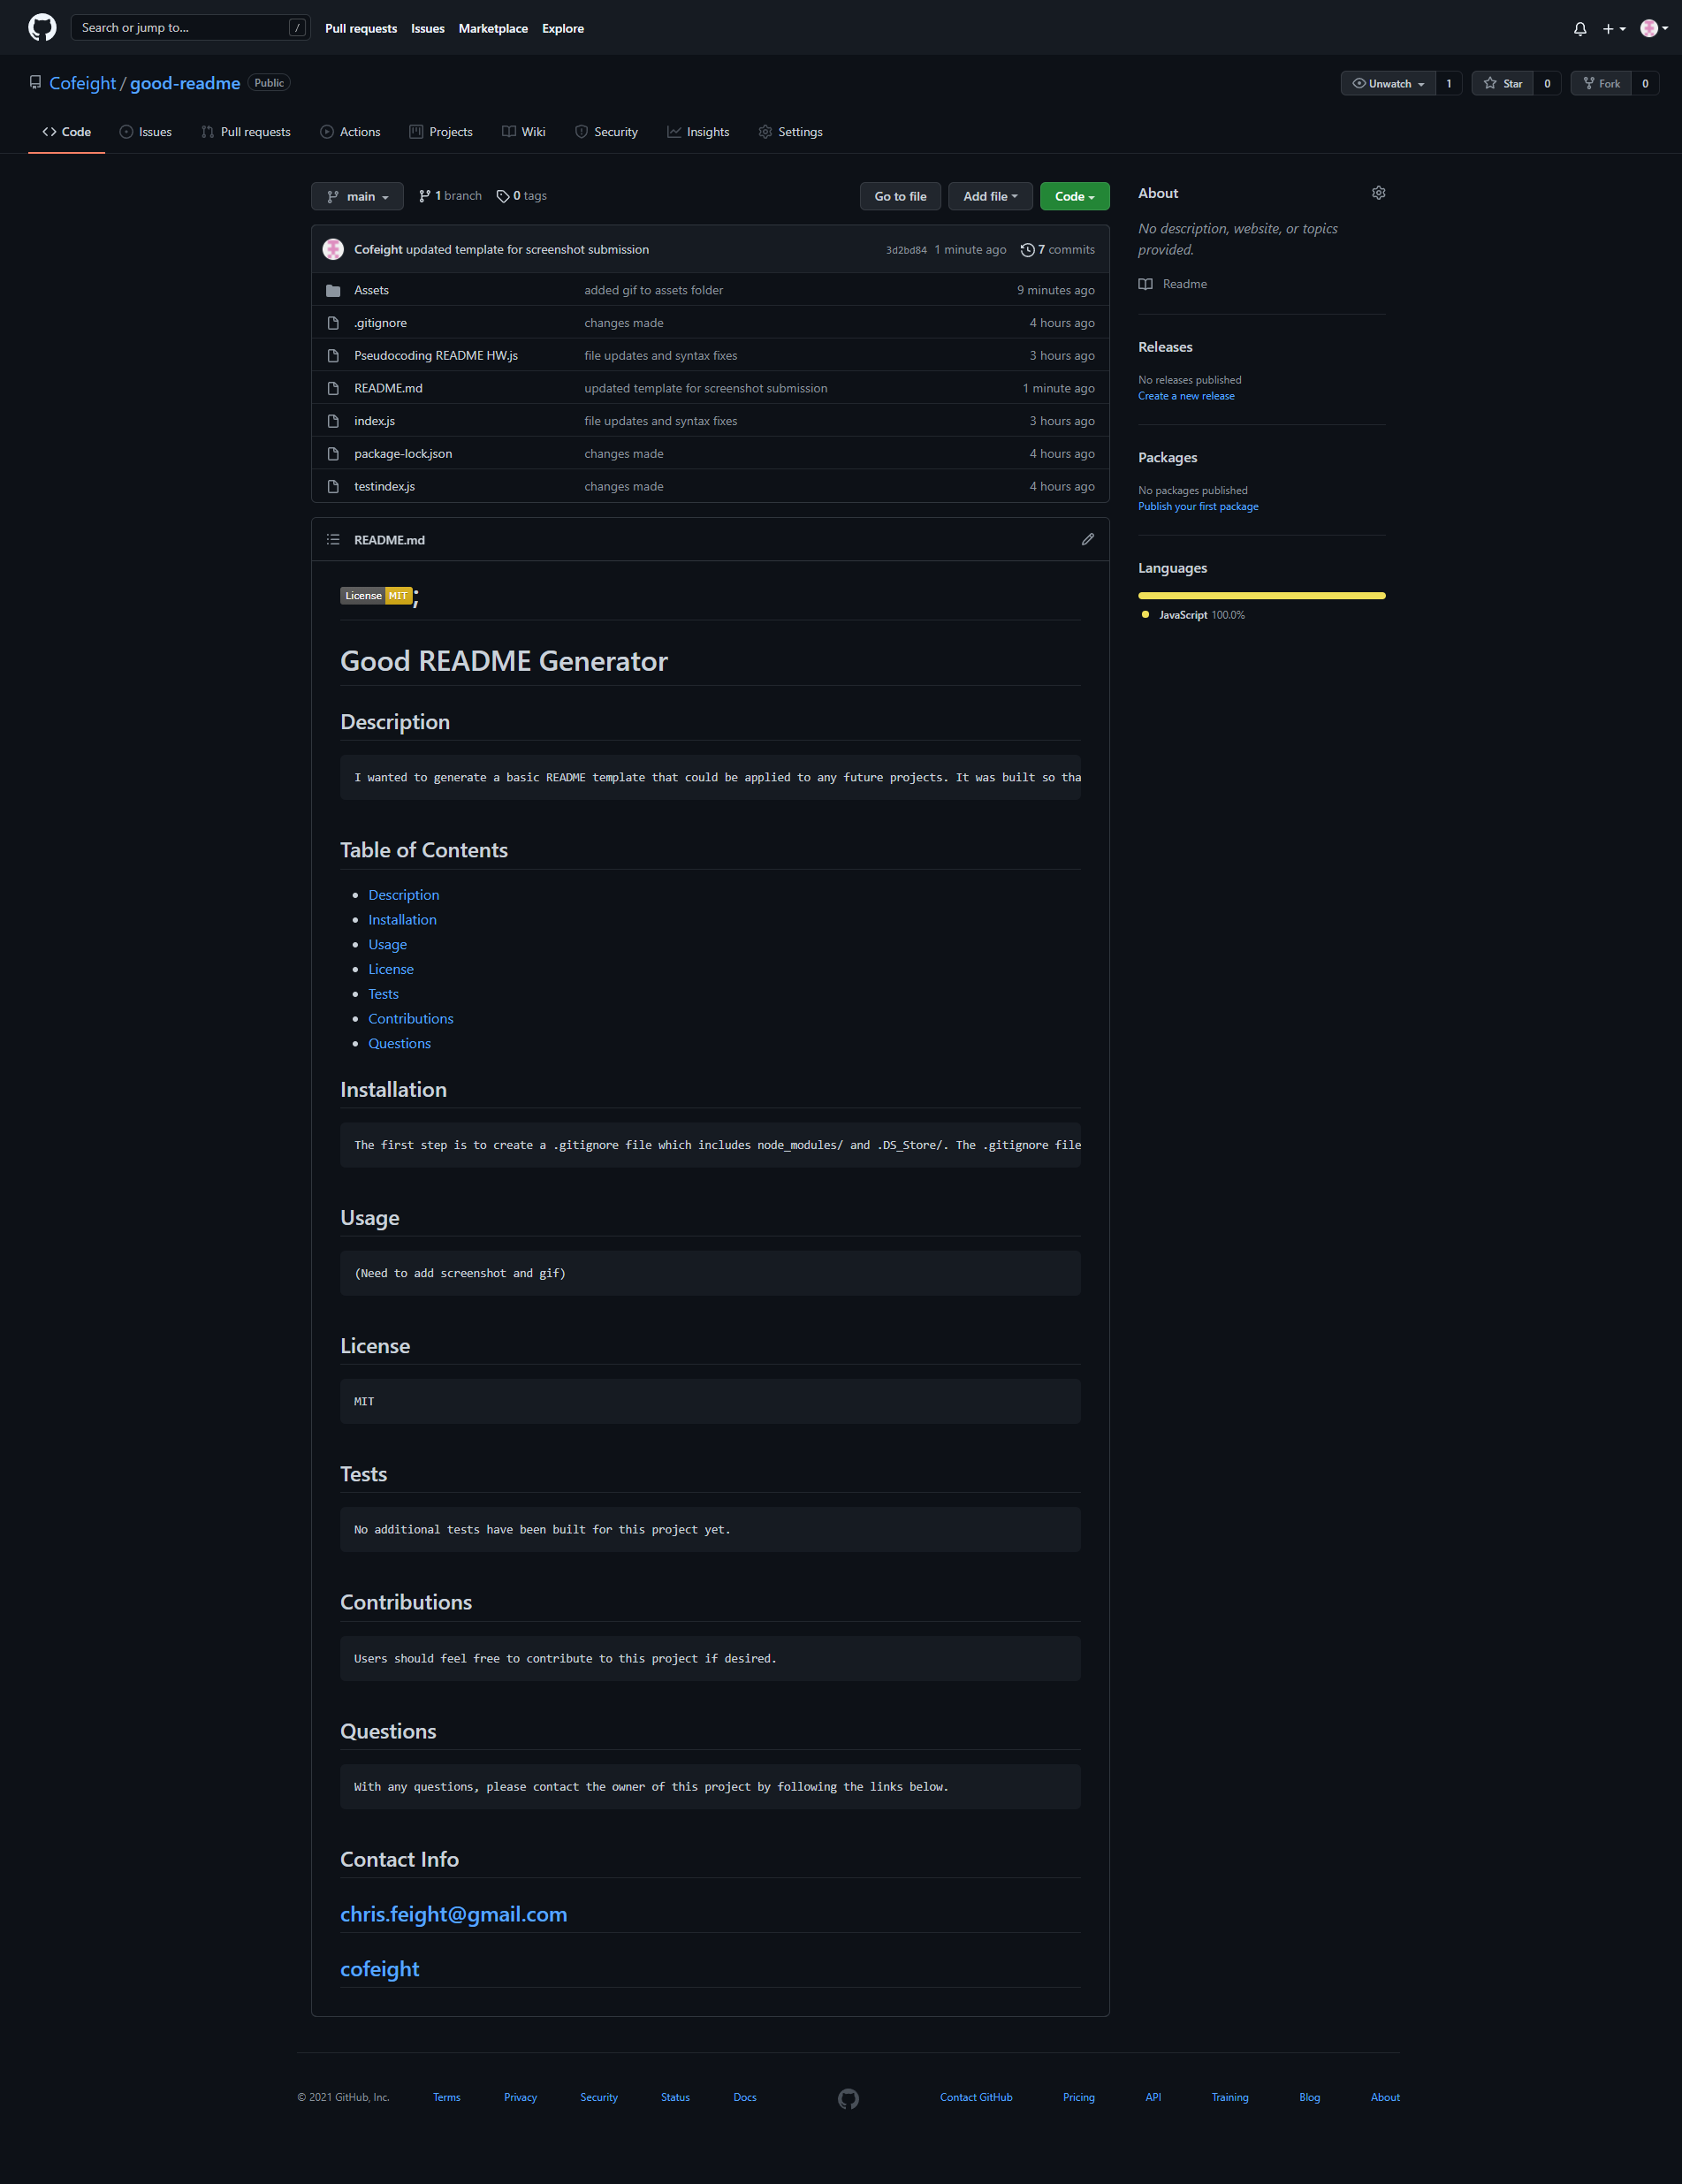 Search or jump to... / Pull requests Issues Marketplace Explore
Cofeight / good-readme Public Unwatch 1 Star 0 Fork 0
Code Issues Pull requests Actions Projects Wiki Security Insights Settings
main 1 branch 0 tags Go to file Add file Code
Cofeight updated template for screenshot submission 3d2bd84 1 minute ago 7 commits
Assets added gif to assets folder 9 minutes ago
.gitignore changes made 4 hours ago
Pseudocoding README HW.js file updates and syntax fixes 3 hours ago
README.md updated template for screenshot submission 1 minute ago
index.js file updates and syntax fixes 3 hours ago
package-lock.json changes made 4 hours ago
testindex.js changes made 4 hours ago
README.md
License MIT ;
Good README Generator
Description
I wanted to generate a basic README template that could be applied to any future projects. It was built so tha
Table of Contents
Description
Installation
Usage
License
Tests
Contributions
Questions
Installation
The first step is to create a .gitignore file which includes node_modules/ and .DS_Store/. The .gitignore file
Usage
(Need to add screenshot and gif)
License
MIT
Tests
No additional tests have been built for this project yet.
Contributions
Users should feel free to contribute to this project if desired.
Questions
With any questions, please contact the owner of this project by following the links below.
Contact Info
chris.feight@gmail.com
cofeight
About
No description, website, or topics
provided.
Readme
Releases
No releases published
Create a new release
Packages
No packages published
Publish your first package
Languages
JavaScript 100.0%
© 2021 GitHub, Inc. Terms Privacy Security Status Docs Contact GitHub Pricing API Training Blog About